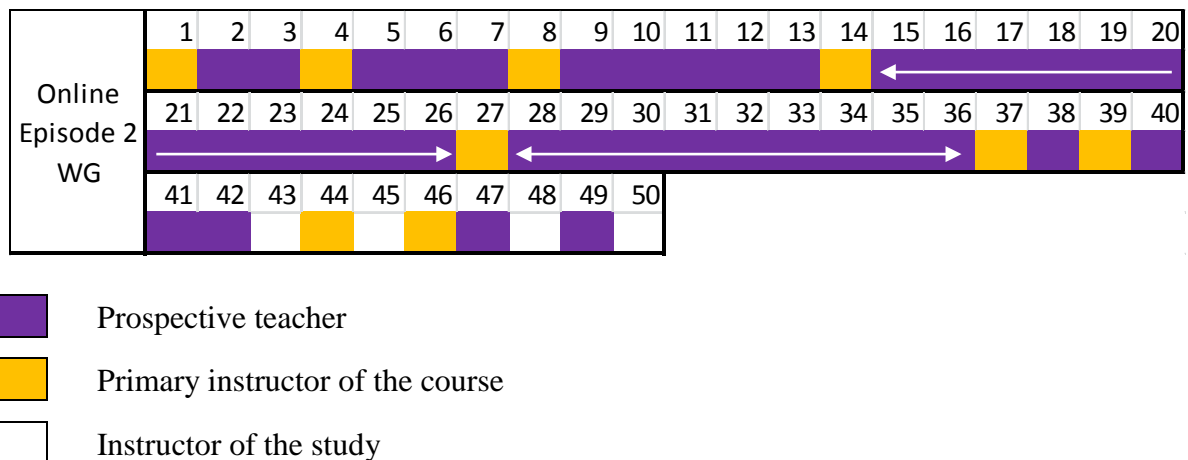 1 2 3 4 5 6 7 8 9 10 11 12 13 14 15 16 17 18 19 20
Online
Episode 2
WG
21 22 23 24 25 26 27 28 29 30 31 32 33 34 35 36 37 38 39 40
41 42 43 44 45 46 47 48 49 50
Prospective teacher
Primary instructor of the course
Instructor of the study